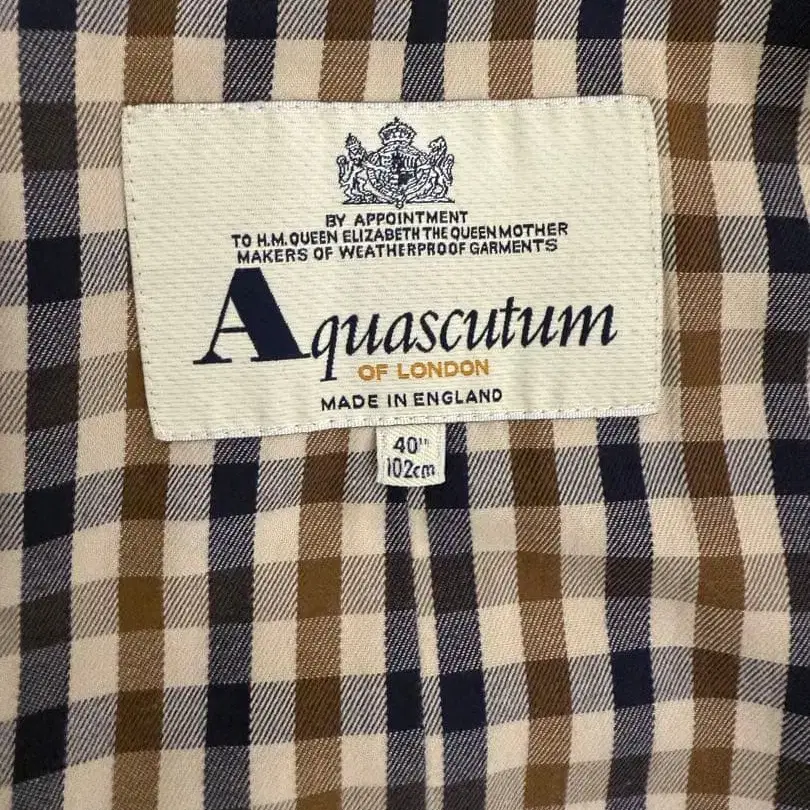 BY APPOINTMENT
TO H.M. QUEEN ELIZABETH THE QUEEN MOTHER
MAKERS OF WEATHERPROOF GARMENTS
Aquascutum
OF LONDON
MADE IN ENGLAND
40"
102cm